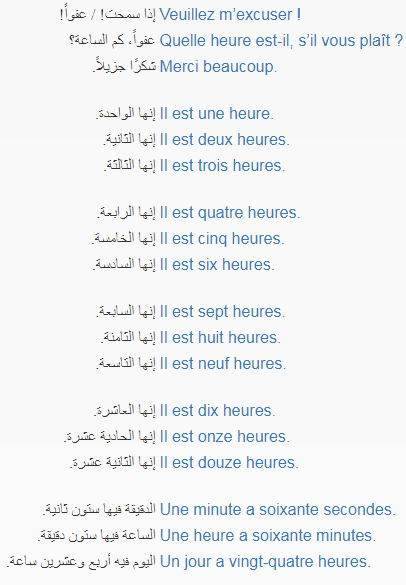 إذا سمحت! / عفواً! Veuillez m’excuser !
عفواً، كم الساعة؟ Quelle heure est-il, s’il vous plaît ?
شكرًا جزيلاً. Merci beaucoup.
إنها الواحدة. Il est une heure.
إنها الثانية. Il est deux heures.
إنها الثالثة. Il est trois heures.
إنها الرابعة. Il est quatre heures.
إنها الخامسة. Il est cinq heures.
إنها السادسة. Il est six heures.
إنها السابعة. Il est sept heures.
إنها الثامنة. Il est huit heures.
إنها التاسعة. Il est neuf heures.
إنها العاشرة. Il est dix heures.
إنها الحادية عشرة. Il est onze heures.
إنها الثانية عشرة. Il est douze heures.
الدقيقة فيها ستون ثانية. Une minute a soixante secondes.
الساعة فيها ستون دقيقة. Une heure a soixante minutes.
اليوم فيه أربع وعشرين ساعة. Un jour a vingt-quatre heures.